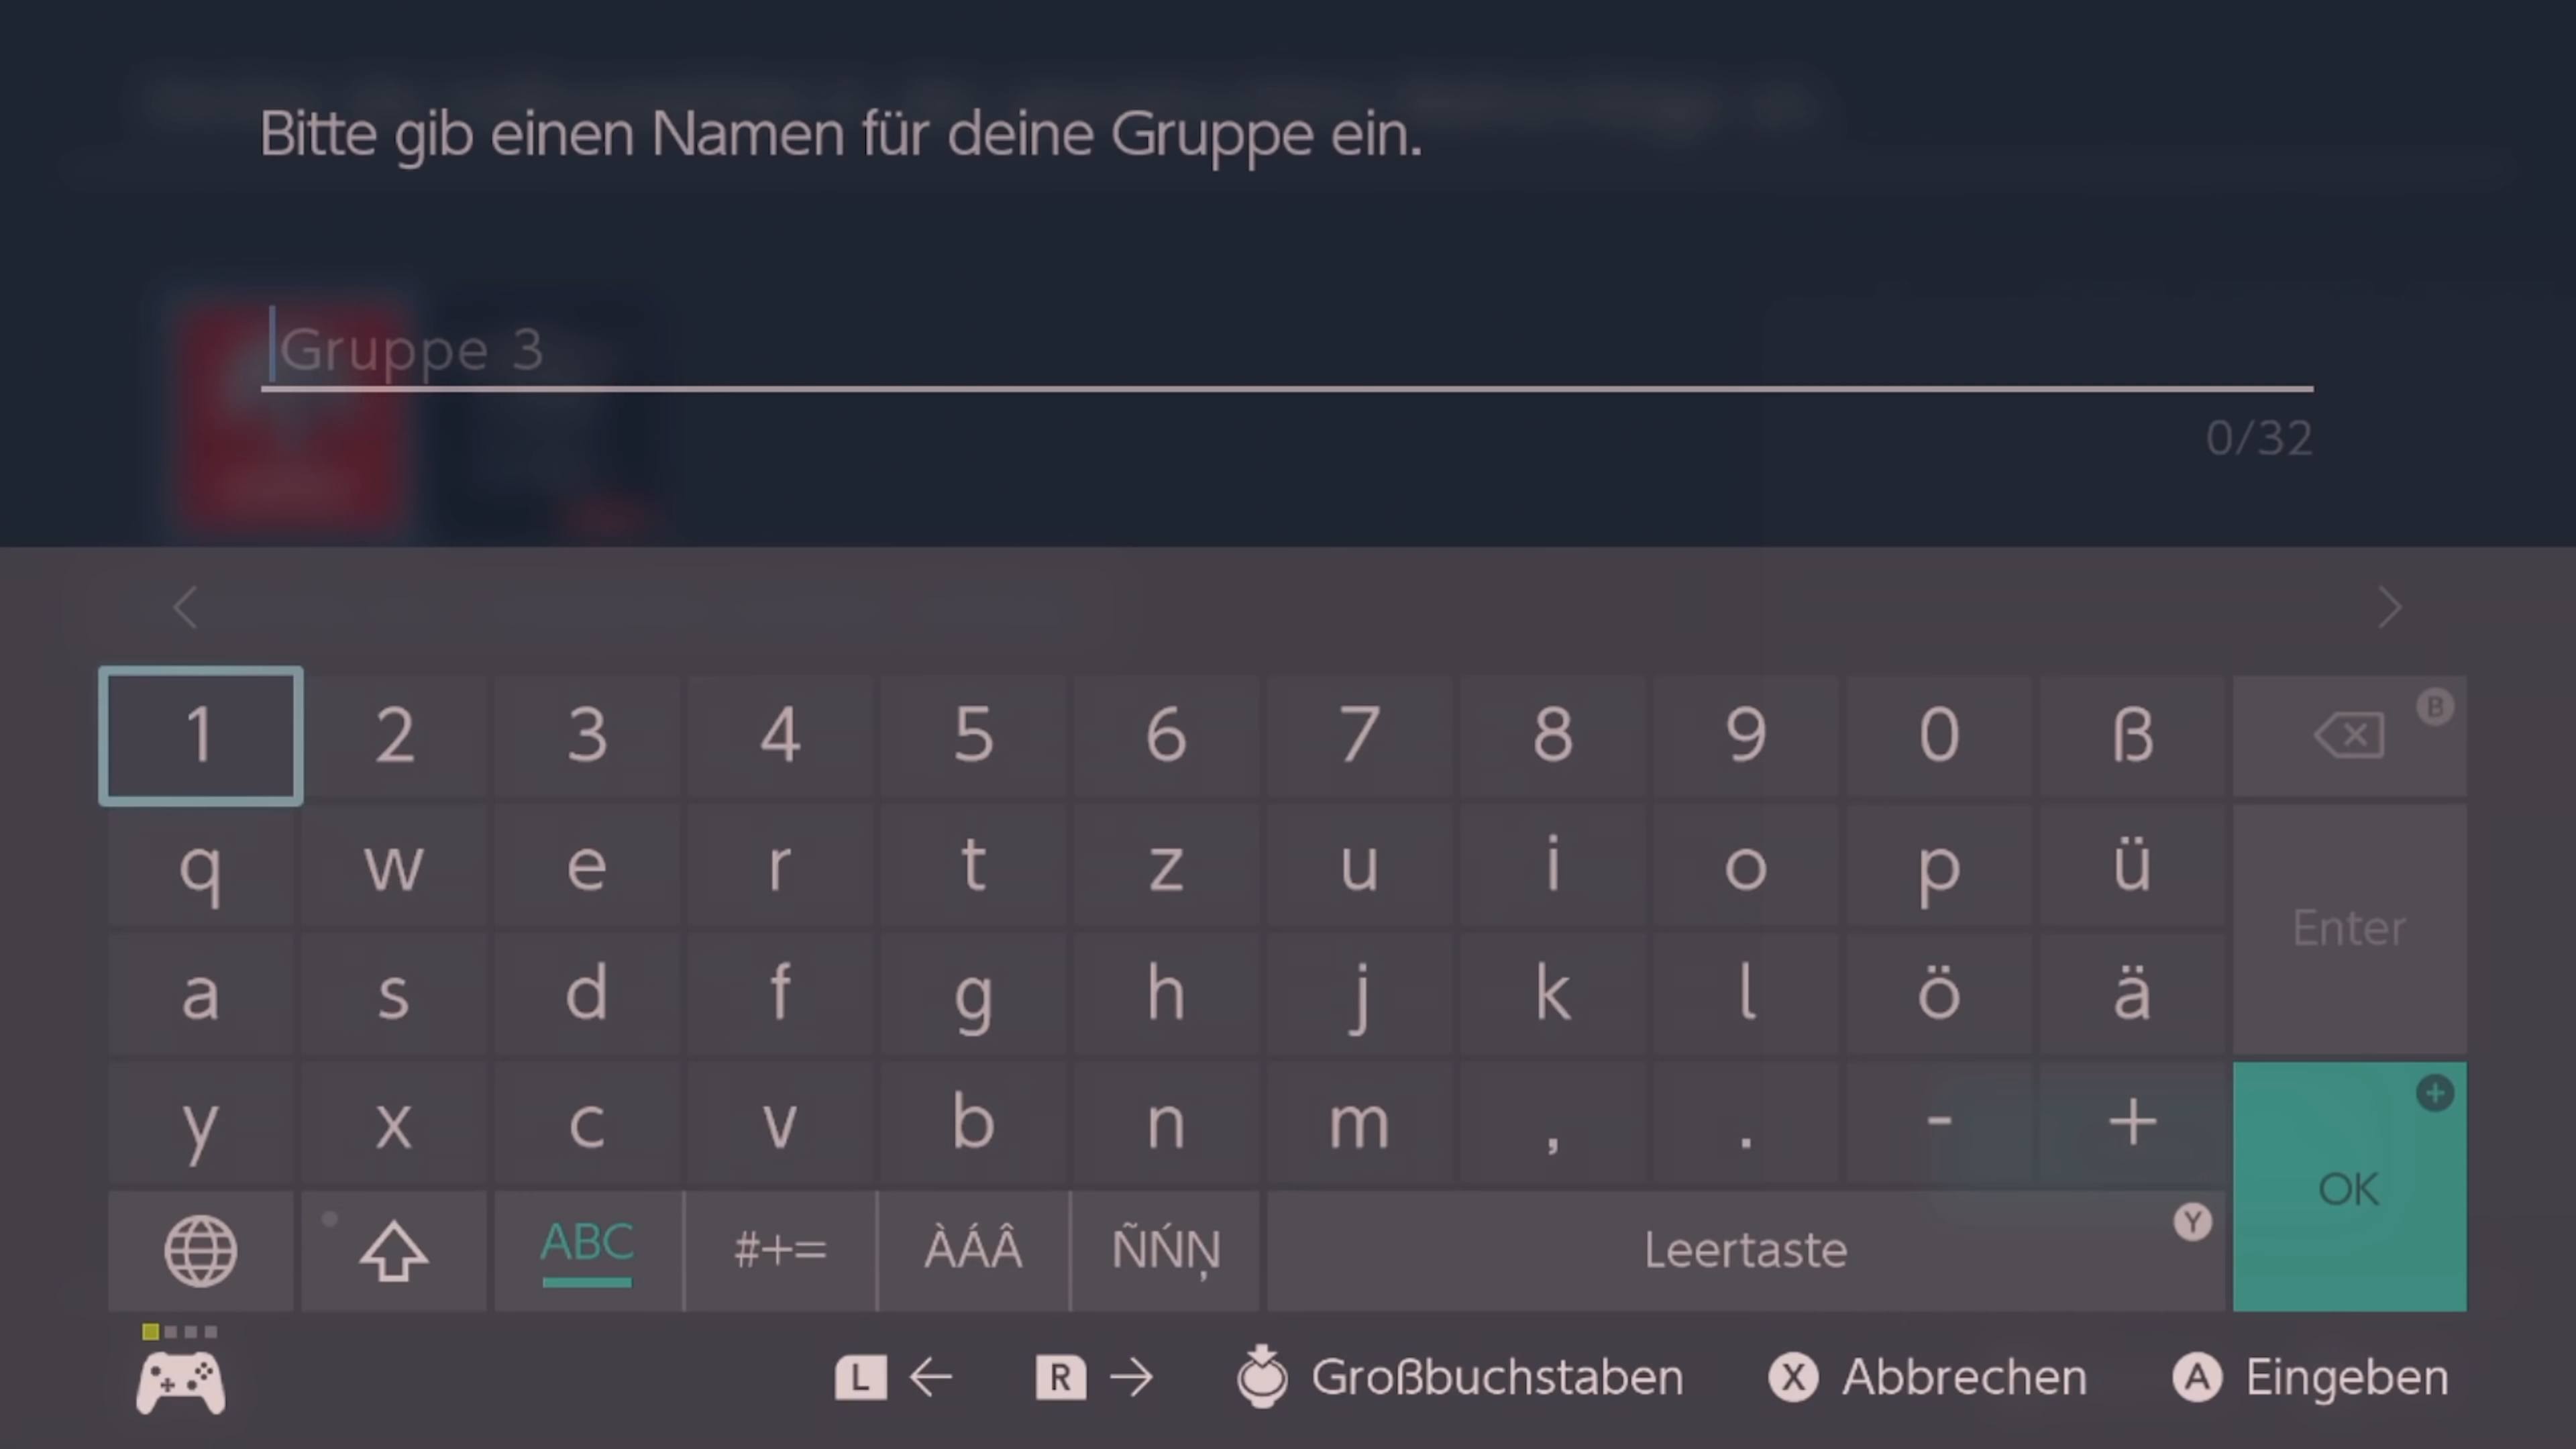 Bitte gib einen Namen für deine Gruppe ein.
Gruppe 3
0/32
1 2 3 4 5 6 7 8 9 0 ß B
q w e r t z u i o p ü
Enter
a s d f g h j k l ö ä
y x c v b n m , . - + +
OK
ABC #+= ÀÁÂ ÑŃŅ Leertaste Y
L ← R → Großbuchstaben X Abbrechen A Eingeben